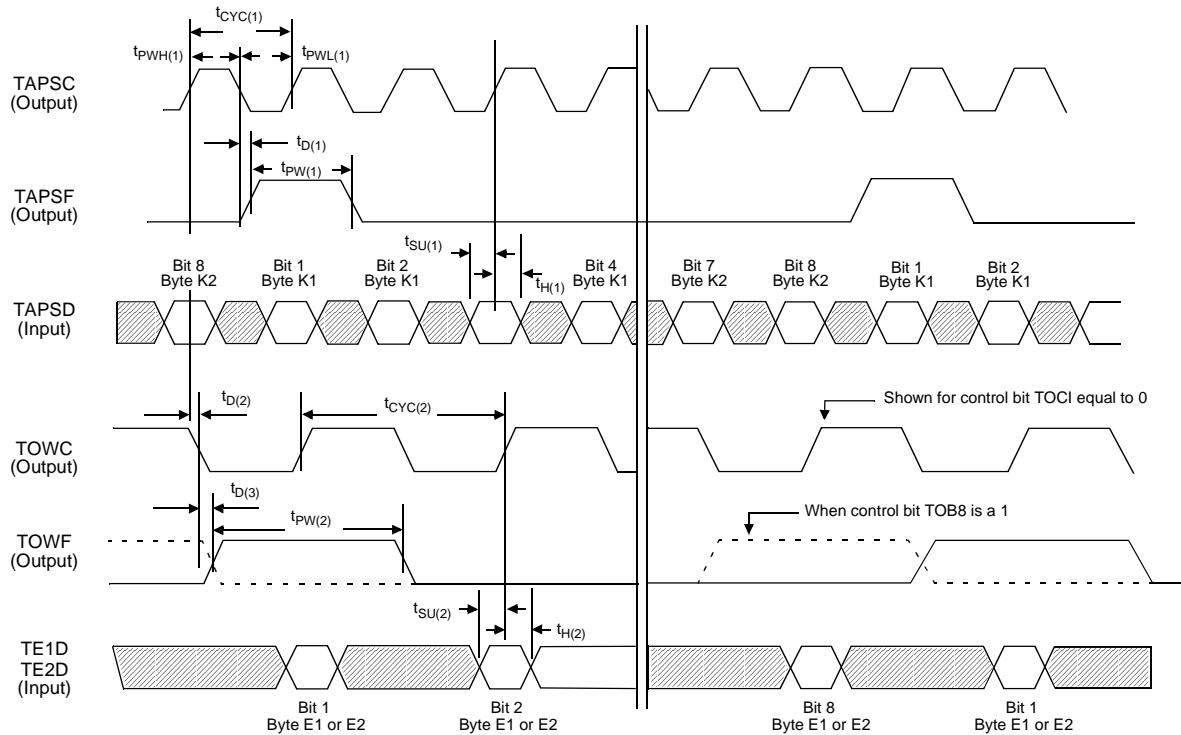 tCYC(1)
tPWH(1)
tPWL(1)
TAPSC
(Output)
tD(1)
tPW(1)
TAPSF
(Output)
tSU(1)
tH(1)
Bit 8
Byte K2
Bit 1
Byte K1
Bit 2
Byte K1
Bit 4
Byte K1
Bit 7
Byte K2
Bit 8
Byte K2
Bit 1
Byte K1
Bit 2
Byte K1
TAPSD
(Input)
tD(2)
tCYC(2)
Shown for control bit TOCI equal to 0
TOWC
(Output)
tD(3)
tPW(2)
When control bit TOB8 is a 1
TOWF
(Output)
tSU(2)
tH(2)
TE1D
TE2D
(Input)
Bit 1
Byte E1 or E2
Bit 2
Byte E1 or E2
Bit 8
Byte E1 or E2
Bit 1
Byte E1 or E2